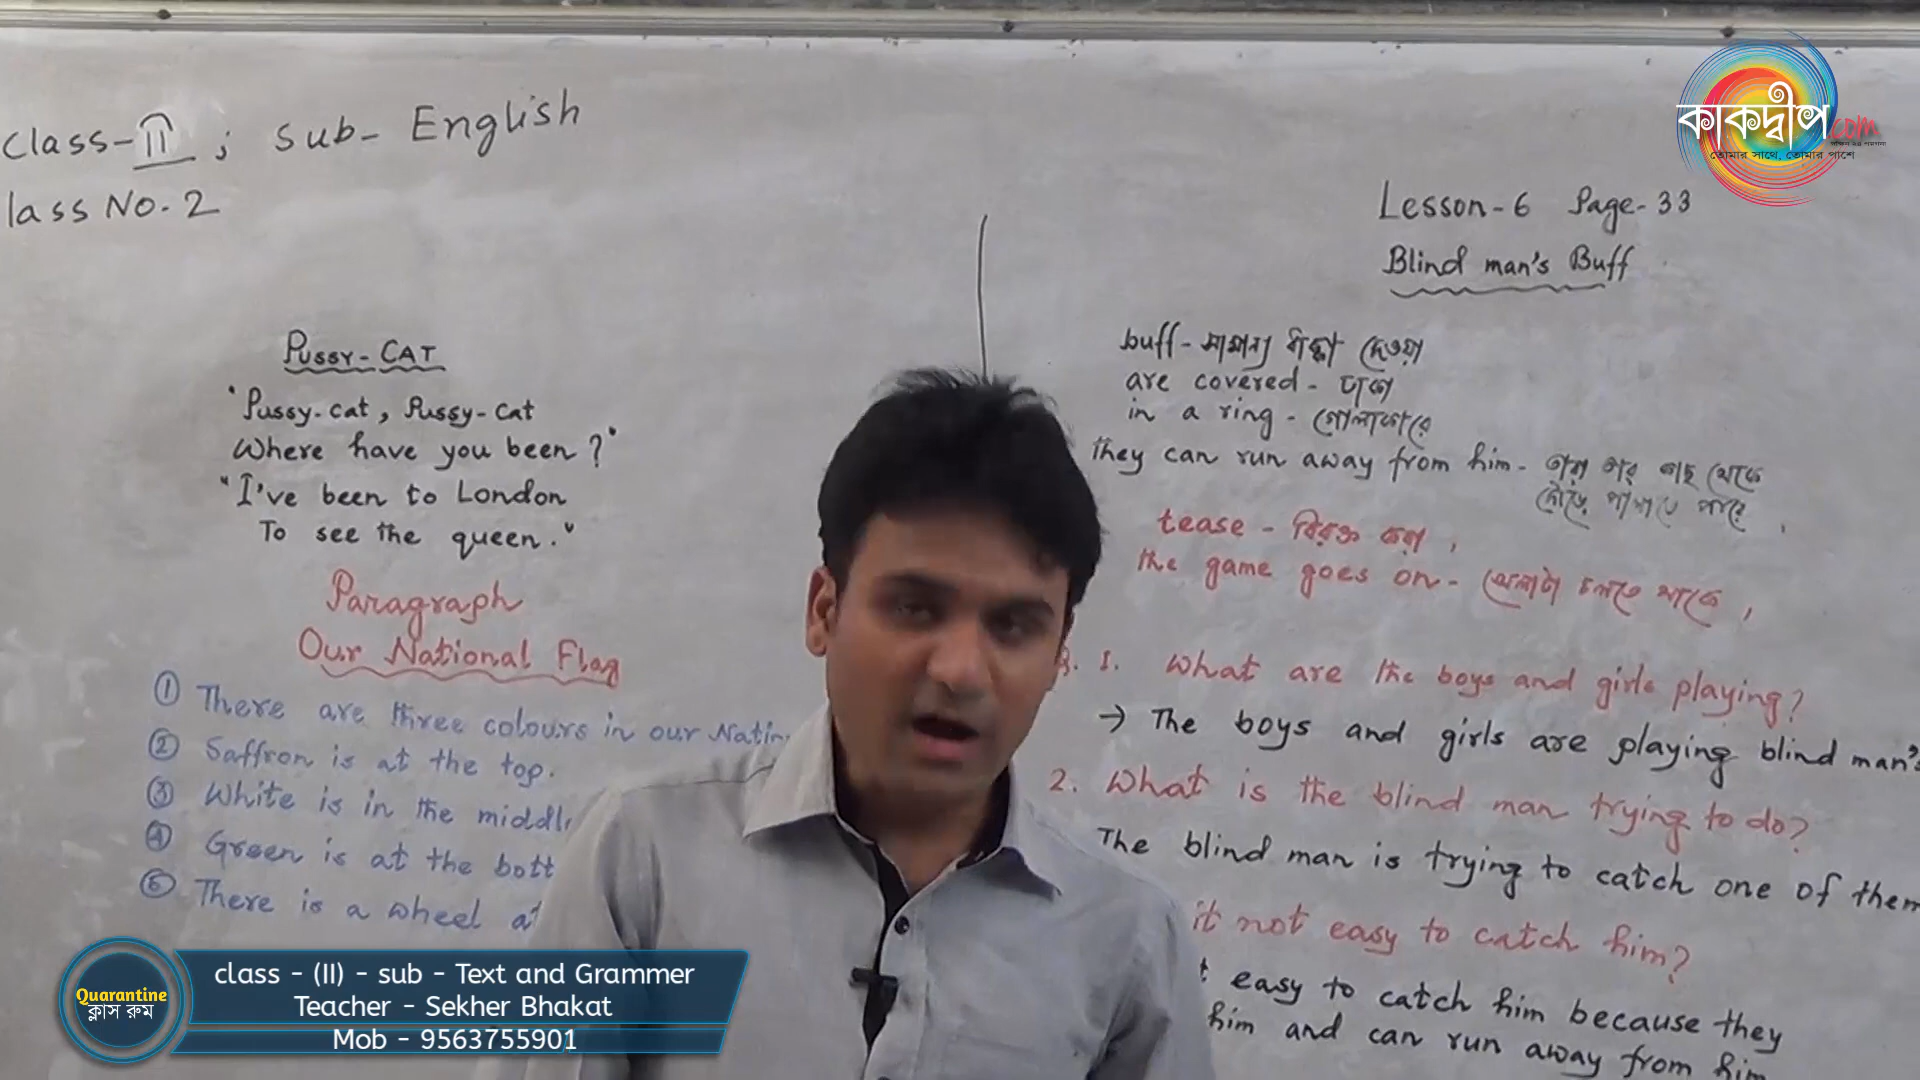 Class-II ; Sub- English
lass No. 2
কাকদ্বীপ.com
তোমার সাথে, তোমার পাশে
Lesson-6 Page-33
Blind man's Buff
Pussy-CAT
"Pussy-cat, Pussy-cat
Where have you been?"
"I've been to London
To see the queen."
Paragraph
Our National Flag
① There are three colours in our Natin
② Saffron is at the top.
③ White is in the middl
④ Green is at the bott
⑤ There is a wheel at
buff - সামান্য ধাক্কা দেওয়া
are covered - ঢাকা
in a ring - গোলাকারে
they can run away from him - তারা তার কাছ থেকে
দৌড়ে পালাতে পারে,
tease - বিরক্ত করা,
the game goes on - খেলাটা চলতে থাকে,
1. What are the boys and girls playing?
→ The boys and girls are playing blind man's
2. What is the blind man trying to do?
The blind man is trying to catch one of them
it not easy to catch him?
easy to catch him because they
him and can run away from him
Quarantine
ক্লাস রুম
class - (II) - sub - Text and Grammer
Teacher - Sekher Bhakat
Mob - 9563755901